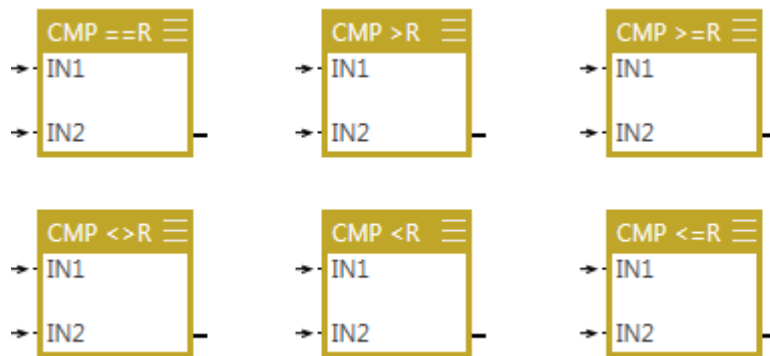 CMP ==R
IN1
IN2
CMP >R
IN1
IN2
CMP >=R
IN1
IN2
CMP <>R
IN1
IN2
CMP <R
IN1
IN2
CMP <=R
IN1
IN2